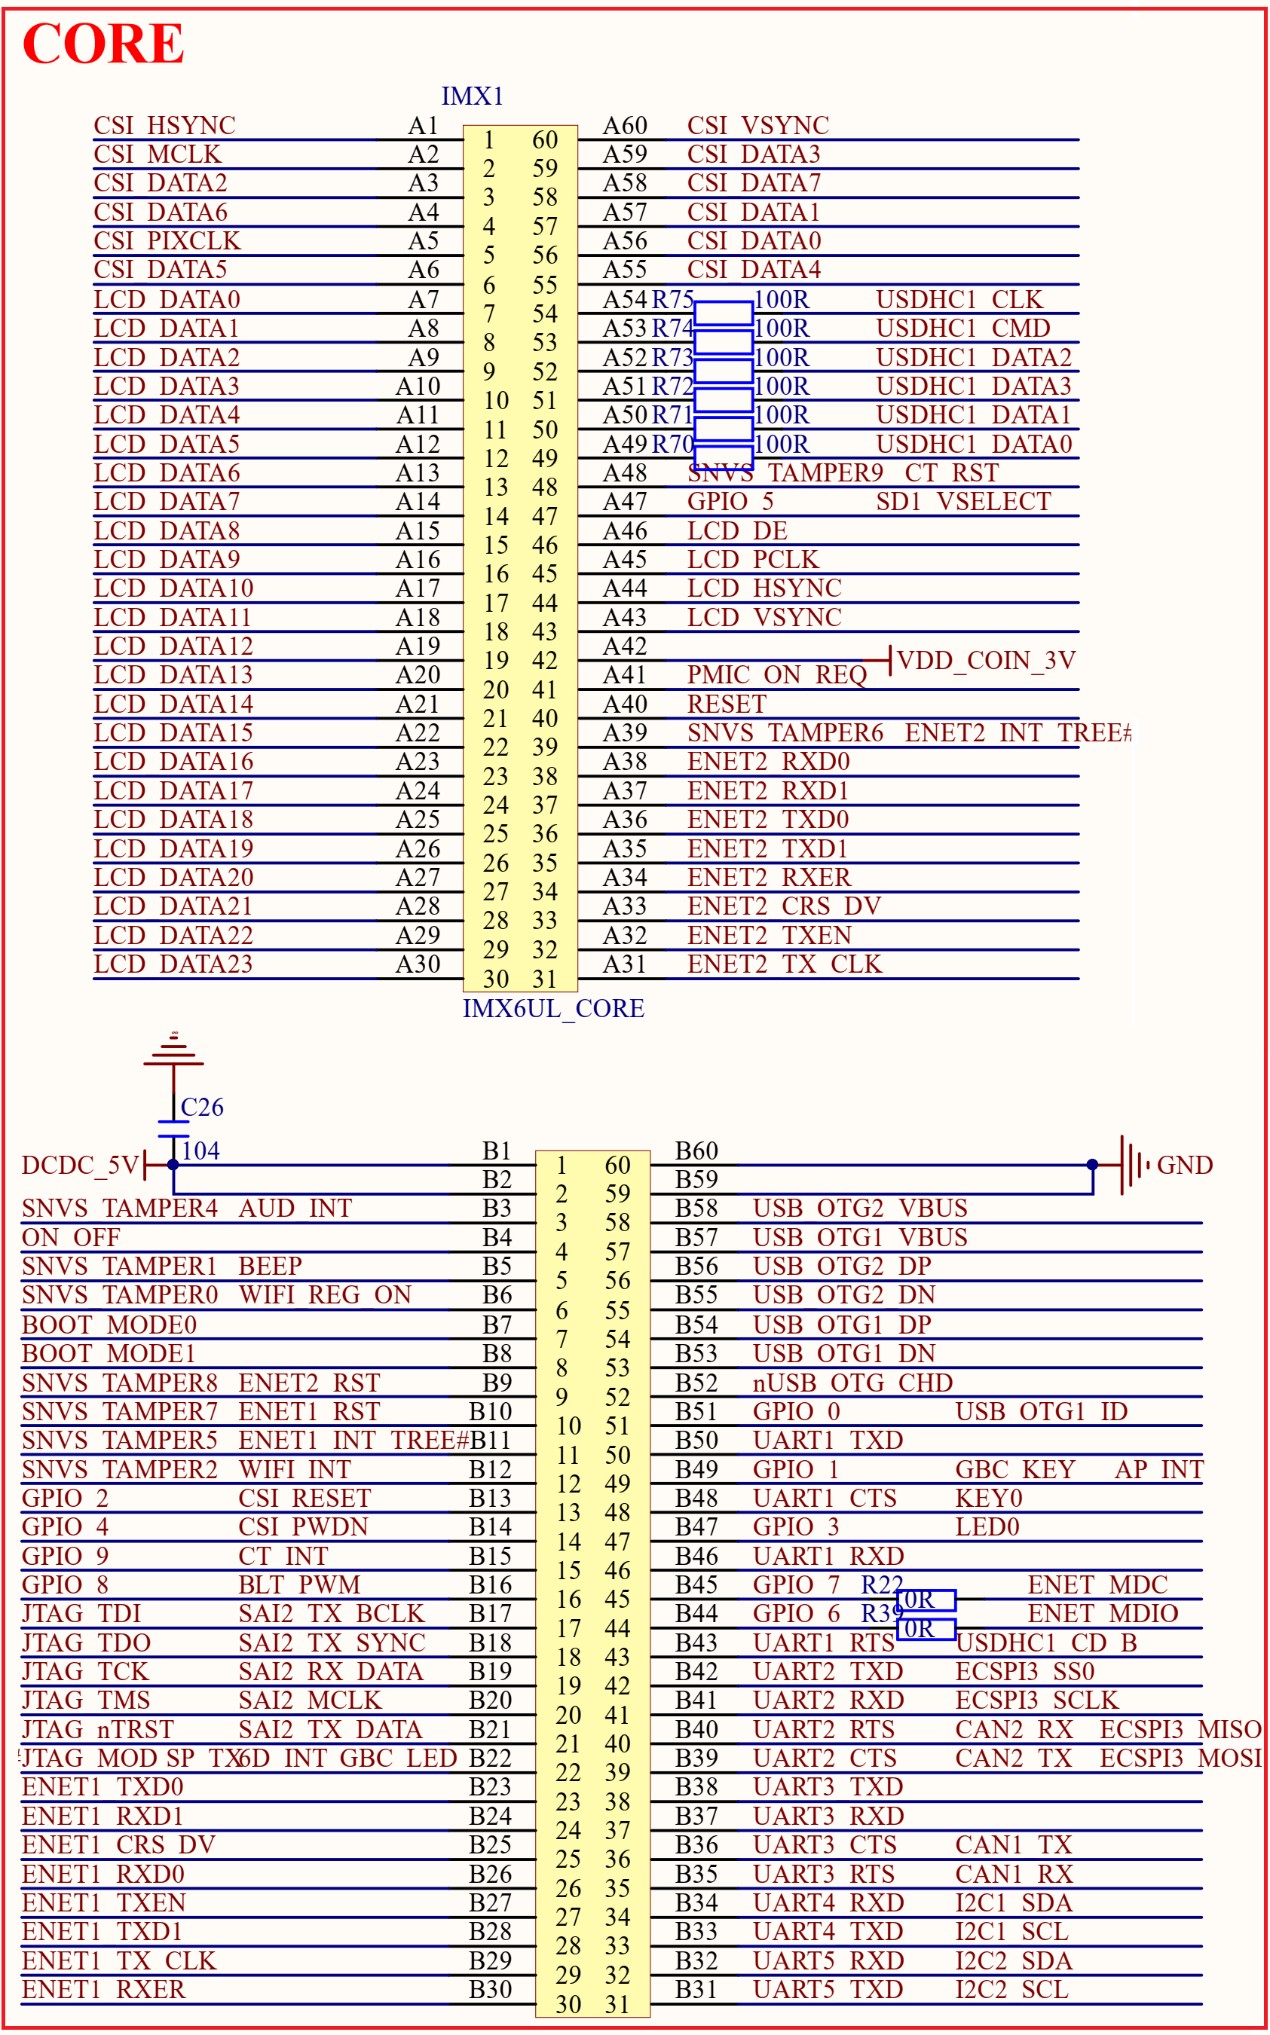 CORE
IMX1
CSI HSYNC A1 1 60 A60 CSI VSYNC
CSI MCLK A2 2 59 A59 CSI DATA3
CSI DATA2 A3 3 58 A58 CSI DATA7
CSI DATA6 A4 4 57 A57 CSI DATA1
CSI PIXCLK A5 5 56 A56 CSI DATA0
CSI DATA5 A6 6 55 A55 CSI DATA4
LCD DATA0 A7 7 54 A54 R75 100R USDHC1 CLK
LCD DATA1 A8 8 53 A53 R74 100R USDHC1 CMD
LCD DATA2 A9 9 52 A52 R73 100R USDHC1 DATA2
LCD DATA3 A10 10 51 A51 R72 100R USDHC1 DATA3
LCD DATA4 A11 11 50 A50 R71 100R USDHC1 DATA1
LCD DATA5 A12 12 49 A49 R70 100R USDHC1 DATA0
LCD DATA6 A13 13 48 A48 SNVS TAMPER9 CT RST
LCD DATA7 A14 14 47 A47 GPIO 5 SD1 VSELECT
LCD DATA8 A15 15 46 A46 LCD DE
LCD DATA9 A16 16 45 A45 LCD PCLK
LCD DATA10 A17 17 44 A44 LCD HSYNC
LCD DATA11 A18 18 43 A43 LCD VSYNC
LCD DATA12 A19 19 42 A42 VDD_COIN_3V
LCD DATA13 A20 20 41 A41 PMIC ON REQ
LCD DATA14 A21 21 40 A40 RESET
LCD DATA15 A22 22 39 A39 SNVS TAMPER6 ENET2 INT TREE#
LCD DATA16 A23 23 38 A38 ENET2 RXD0
LCD DATA17 A24 24 37 A37 ENET2 RXD1
LCD DATA18 A25 25 36 A36 ENET2 TXD0
LCD DATA19 A26 26 35 A35 ENET2 TXD1
LCD DATA20 A27 27 34 A34 ENET2 RXER
LCD DATA21 A28 28 33 A33 ENET2 CRS DV
LCD DATA22 A29 29 32 A32 ENET2 TXEN
LCD DATA23 A30 30 31 A31 ENET2 TX CLK
IMX6UL_CORE
C26
104
DCDC_5V B1 1 60 B60 GND
B2 2 59 B59
SNVS TAMPER4 AUD INT B3 3 58 B58 USB OTG2 VBUS
ON OFF B4 4 57 B57 USB OTG1 VBUS
SNVS TAMPER1 BEEP B5 5 56 B56 USB OTG2 DP
SNVS TAMPER0 WIFI REG ON B6 6 55 B55 USB OTG2 DN
BOOT MODE0 B7 7 54 B54 USB OTG1 DP
BOOT MODE1 B8 8 53 B53 USB OTG1 DN
SNVS TAMPER8 ENET2 RST B9 9 52 B52 nUSB OTG CHD
SNVS TAMPER7 ENET1 RST B10 10 51 B51 GPIO 0 USB OTG1 ID
SNVS TAMPER5 ENET1 INT TREE# B11 11 50 B50 UART1 TXD
SNVS TAMPER2 WIFI INT B12 12 49 B49 GPIO 1 GBC KEY AP INT
GPIO 2 CSI RESET B13 13 48 B48 UART1 CTS KEY0
GPIO 4 CSI PWDN B14 14 47 B47 GPIO 3 LED0
GPIO 9 CT INT B15 15 46 B46 UART1 RXD
GPIO 8 BLT PWM B16 16 45 B45 GPIO 7 R22 0R ENET MDC
JTAG TDI SAI2 TX BCLK B17 17 44 B44 GPIO 6 R39 0R ENET MDIO
JTAG TDO SAI2 TX SYNC B18 18 43 B43 UART1 RTS USDHC1 CD B
JTAG TCK SAI2 RX DATA B19 19 42 B42 UART2 TXD ECSPI3 SS0
JTAG TMS SAI2 MCLK B20 20 41 B41 UART2 RXD ECSPI3 SCLK
JTAG nTRST SAI2 TX DATA B21 21 40 B40 UART2 RTS CAN2 RX ECSPI3 MISO
JTAG MOD SP TX 6D INT GBC LED B22 22 39 B39 UART2 CTS CAN2 TX ECSPI3 MOSI
ENET1 TXD0 B23 23 38 B38 UART3 TXD
ENET1 RXD1 B24 24 37 B37 UART3 RXD
ENET1 CRS DV B25 25 36 B36 UART3 CTS CAN1 TX
ENET1 RXD0 B26 26 35 B35 UART3 RTS CAN1 RX
ENET1 TXEN B27 27 34 B34 UART4 RXD I2C1 SDA
ENET1 TXD1 B28 28 33 B33 UART4 TXD I2C1 SCL
ENET1 TX CLK B29 29 32 B32 UART5 RXD I2C2 SDA
ENET1 RXER B30 30 31 B31 UART5 TXD I2C2 SCL